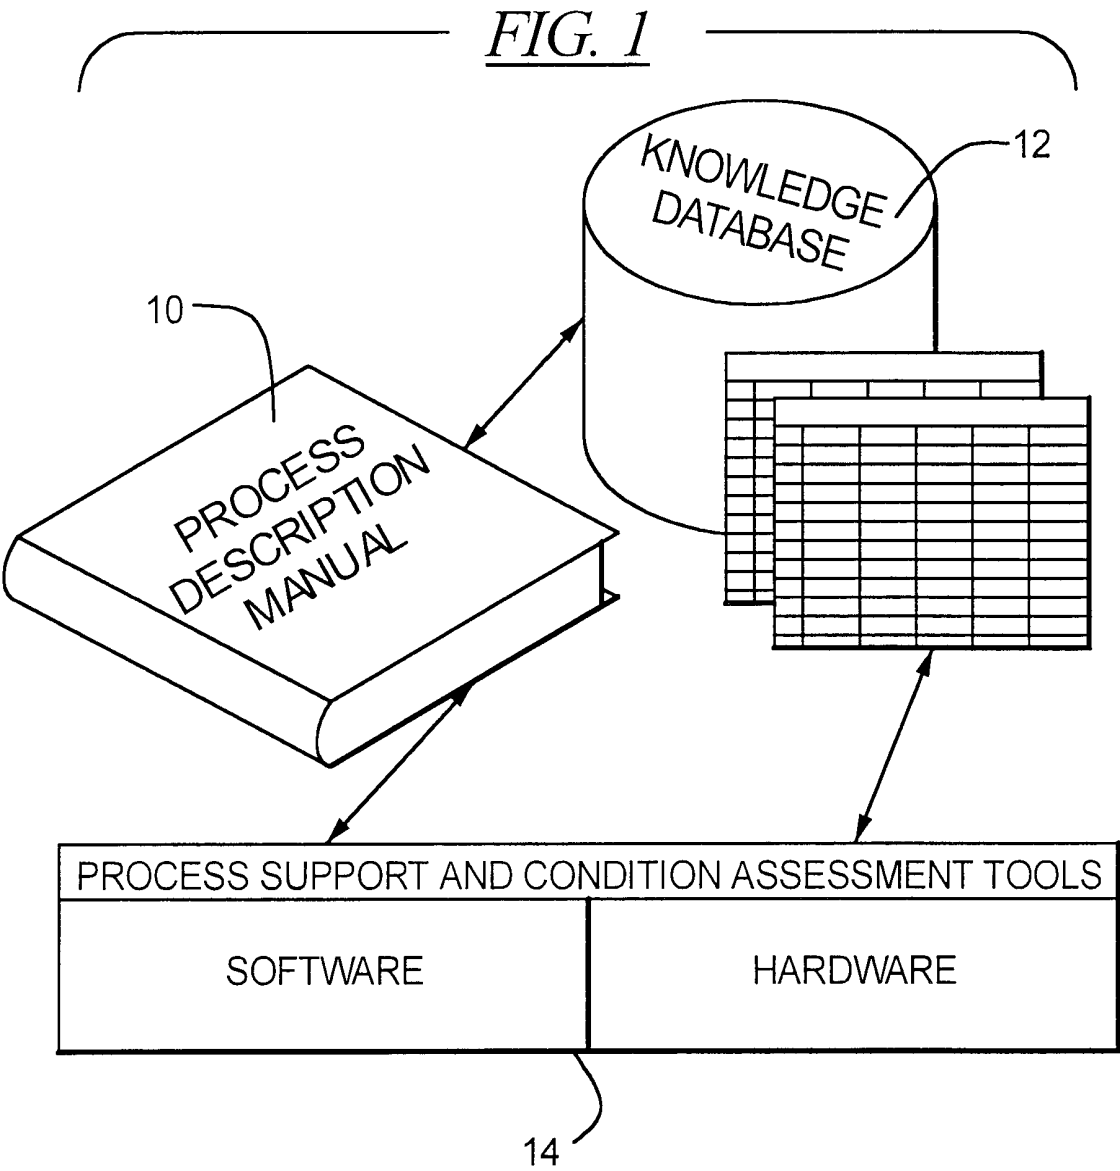 FIG. 1
KNOWLEDGE
DATABASE
12
10
PROCESS
DESCRIPTION
MANUAL
PROCESS SUPPORT AND CONDITION ASSESSMENT TOOLS
SOFTWARE
HARDWARE
14